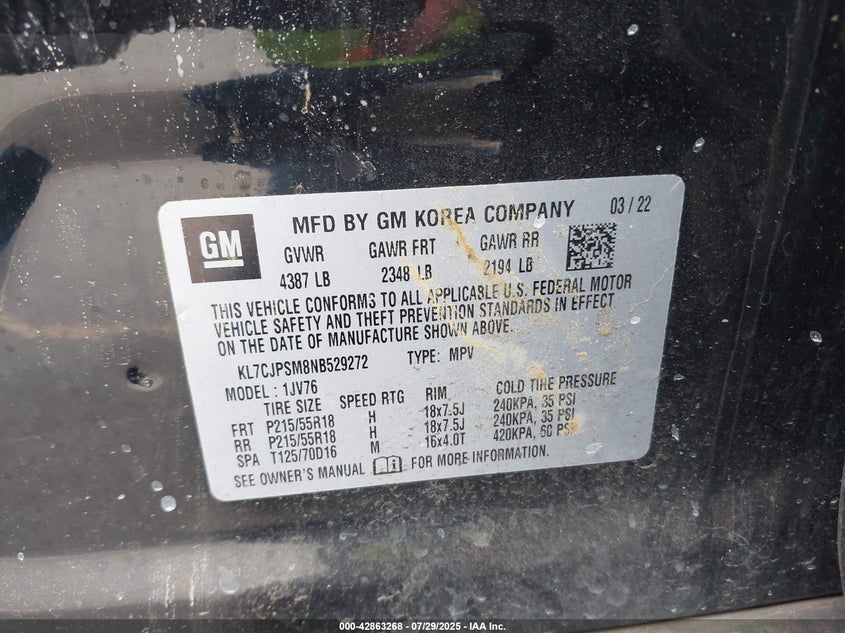 GM
MFD BY GM KOREA COMPANY 03 / 22
GVWR GAWR FRT GAWR RR
4387 LB 2348 LB 2194 LB
THIS VEHICLE CONFORMS TO ALL APPLICABLE U.S. FEDERAL MOTOR
VEHICLE SAFETY AND THEFT PREVENTION STANDARDS IN EFFECT
ON THE DATE OF MANUFACTURE SHOWN ABOVE.
KL7CJPSM8NB529272 TYPE: MPV
MODEL : 1JV76
TIRE SIZE SPEED RTG RIM COLD TIRE PRESSURE
FRT P215/55R18 H 18x7.5J 240KPA, 35 PSI
RR P215/55R18 H 18x7.5J 240KPA, 35 PSI
SPA T125/70D16 M 16x4.0T 420KPA, 60 PSI
SEE OWNER'S MANUAL FOR MORE INFORMATION.
000-42863268 - 07/29/2025 - IAA Inc.